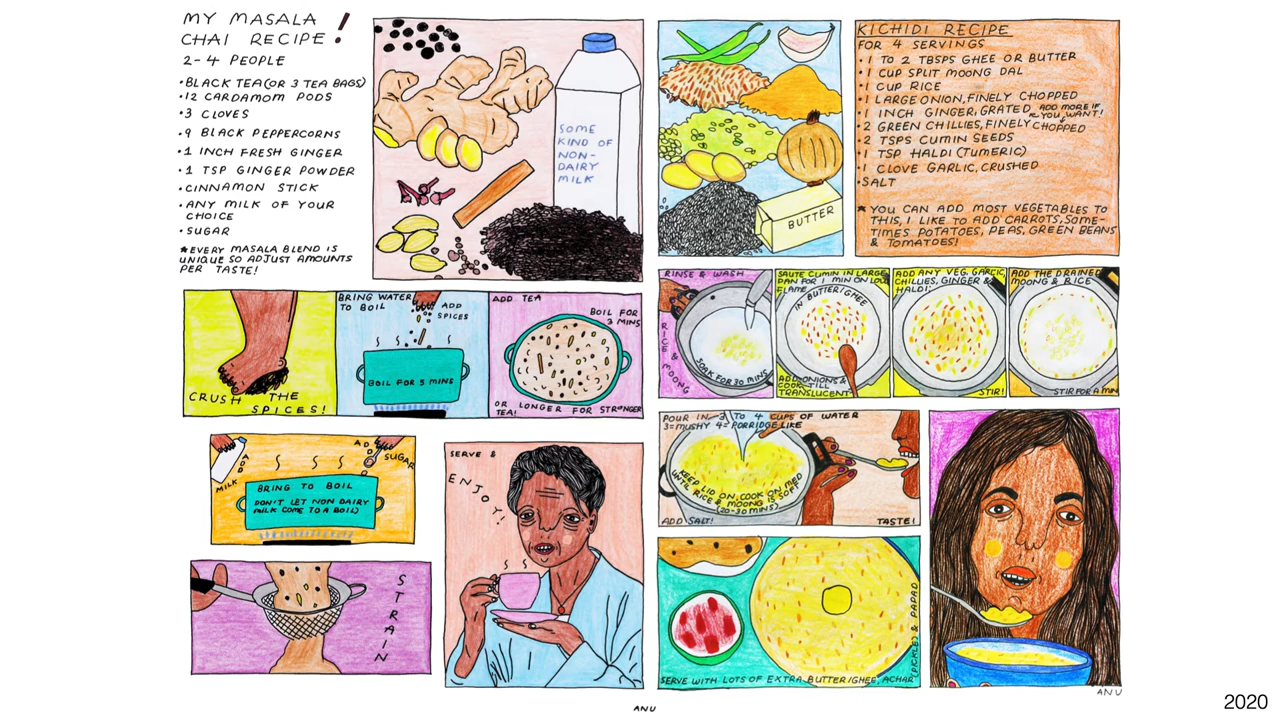 MY MASALA
CHAI RECIPE!
2-4 PEOPLE
•BLACK TEA(OR 3 TEA BAGS)
•12 CARDAMOM PODS
•3 CLOVES
•9 BLACK PEPPERCORNS
•1 INCH FRESH GINGER
•1 TSP GINGER POWDER
•CINNAMON STICK
•ANY MILK OF YOUR
CHOICE
•SUGAR
*EVERY MASALA BLEND IS
UNIQUE SO ADJUST AMOUNTS
PER TASTE!
SOME
KIND OF
NON-
DAIRY
MILK
CRUSH THE
SPICES!
BRING WATER
TO BOIL
ADD
SPICES
BOIL FOR 5 MINS
ADD TEA
BOIL FOR
3 MINS
OR LONGER FOR STRONGER
TEA!
ADD
MILK
ADD
SUGAR
BRING TO BOIL
DON'T LET NON DAIRY
MILK COME TO A BOIL)
STRAIN
SERVE &
ENJOY!
ANU
BUTTER
KICHIDI RECIPE
FOR 4 SERVINGS
•1 TO 2 TBSPS GHEE OR BUTTER
•1 CUP SPLIT MOONG DAL
•1 CUP RICE
•1 LARGE ONION, FINELY CHOPPED
•1 INCH GINGER, GRATED
ADD MORE IF
YOU WANT!
•2 GREEN CHILLIES, FINELY CHOPPED
•2 TSPS CUMIN SEEDS
•1 TSP HALDI (TUMERIC)
•1 CLOVE GARLIC, CRUSHED
•SALT
*YOU CAN ADD MOST VEGETABLES TO
THIS, I LIKE TO ADD CARROTS, SOME-
TIMES POTATOES, PEAS, GREEN BEANS
& TOMATOES!
RINSE & WASH
RICE & MOONG
SOAK FOR 30 MINS
SAUTE CUMIN IN LARGE
PAN FOR 1 MIN ON LOW
FLAME
IN BUTTER/GHEE
ADD ONIONS &
COOK TILL
TRANSLUCENT
ADD ANY VEG, GARLIC,
CHILLIES, GINGER &
HALDI
STIR!
ADD THE DRAINED
MOONG & RICE
STIR FOR A MIN
POUR IN 3 TO 4 CUPS OF WATER
3=MUSHY 4=PORRIDGE LIKE
KEEP LID ON, COOK ON MED
UNTIL RICE & MOONG IS SOFT
(20-30 MINS)
ADD SALT!
TASTE!
SERVE WITH LOTS OF EXTRA BUTTER/GHEE, ACHAR
(PICKLE) & PAPAD
ANU
2020